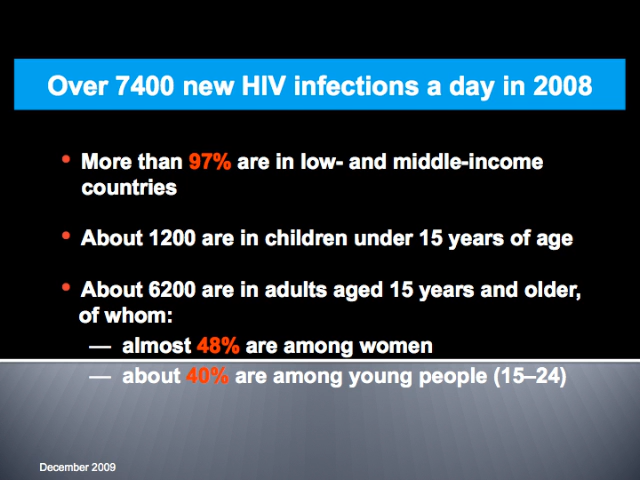 Over 7400 new HIV infections a day in 2008
• More than 97% are in low- and middle-income
countries
• About 1200 are in children under 15 years of age
• About 6200 are in adults aged 15 years and older,
of whom:
— almost 48% are among women
— about 40% are among young people (15–24)
December 2009